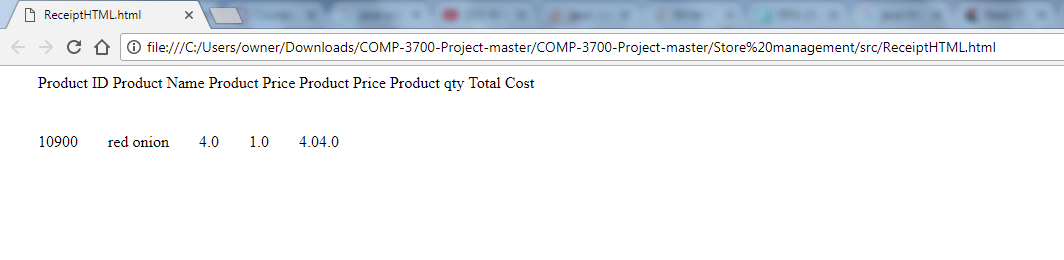 ReceiptHTML.html
file:///C:/Users/owner/Downloads/COMP-3700-Project-master/COMP-3700-Project-master/Store%20management/src/ReceiptHTML.html
Product ID Product Name Product Price Product Price Product qty Total Cost
10900 red onion 4.0 1.0 4.04.0